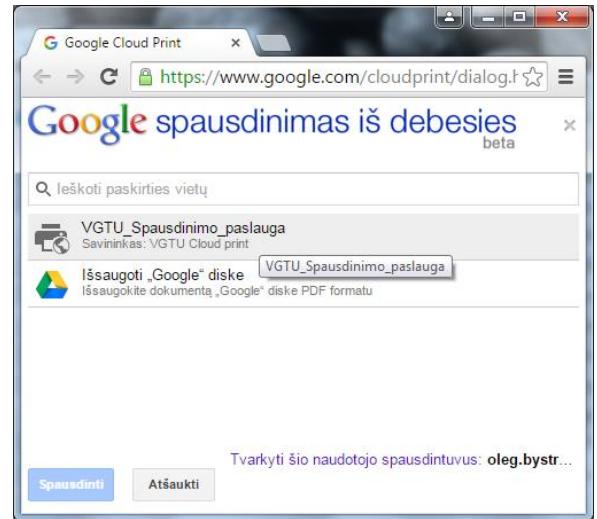 Google Cloud Print
https://www.google.com/cloudprint/dialog.h
Google spausdinimas iš debesies
beta
Ieškoti paskirties vietų
VGTU_Spausdinimo_paslauga
Savininkas: VGTU Cloud print
VGTU_Spausdinimo_paslauga
Išsaugoti „Google“ diske
Išsaugokite dokumentą „Google“ diske PDF formatu
Tvarkyti šio naudotojo spausdintuvus: oleg.bystr...
Spausdinti
Atšaukti